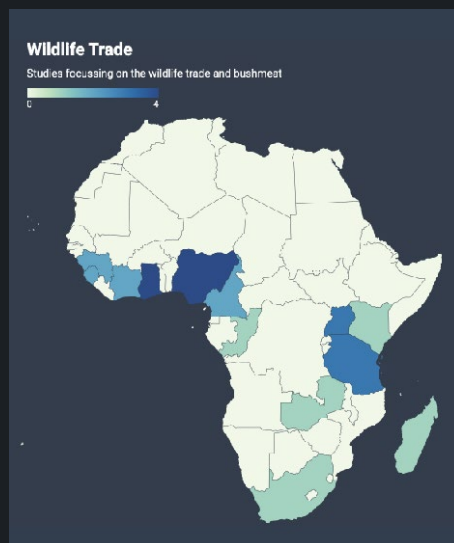 Wildlife Trade
Studies focussing on the wildlife trade and bushmeat
0 4